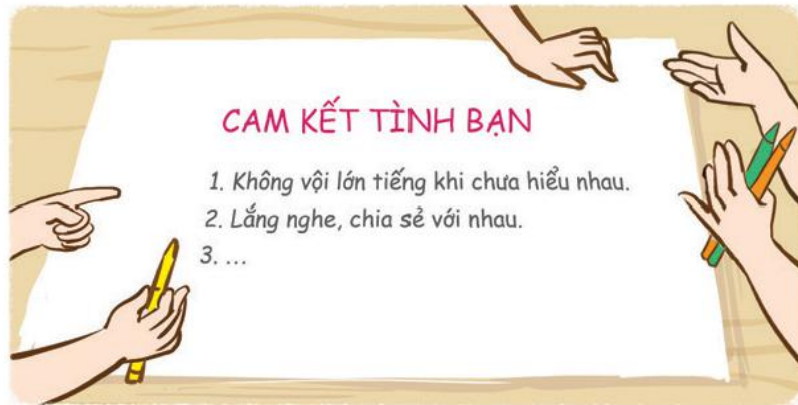 CAM KẾT TÌNH BẠN
1. Không vội lớn tiếng khi chưa hiểu nhau.
2. Lắng nghe, chia sẻ với nhau.
3. ...